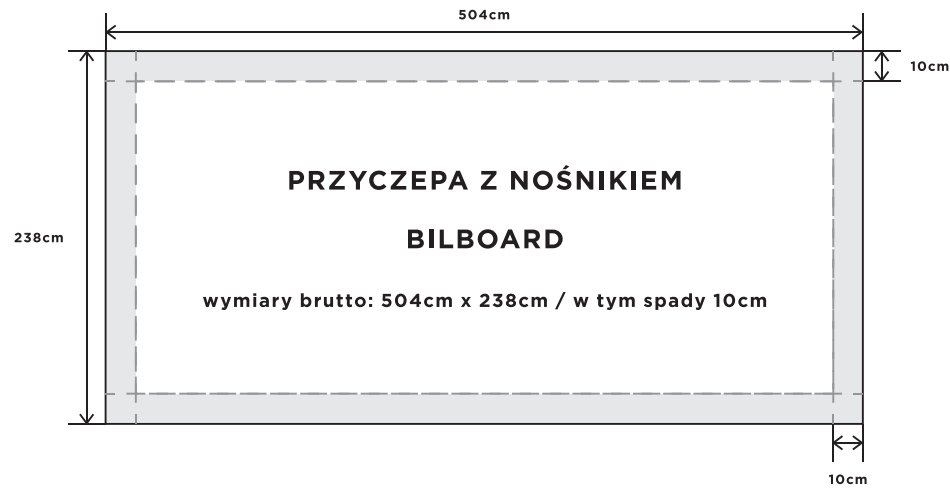 504cm
10cm
PRZYCZEPA Z NOŚNIKIEM
BILBOARD
238cm
wymiary brutto: 504cm x 238cm / w tym spady 10cm
10cm